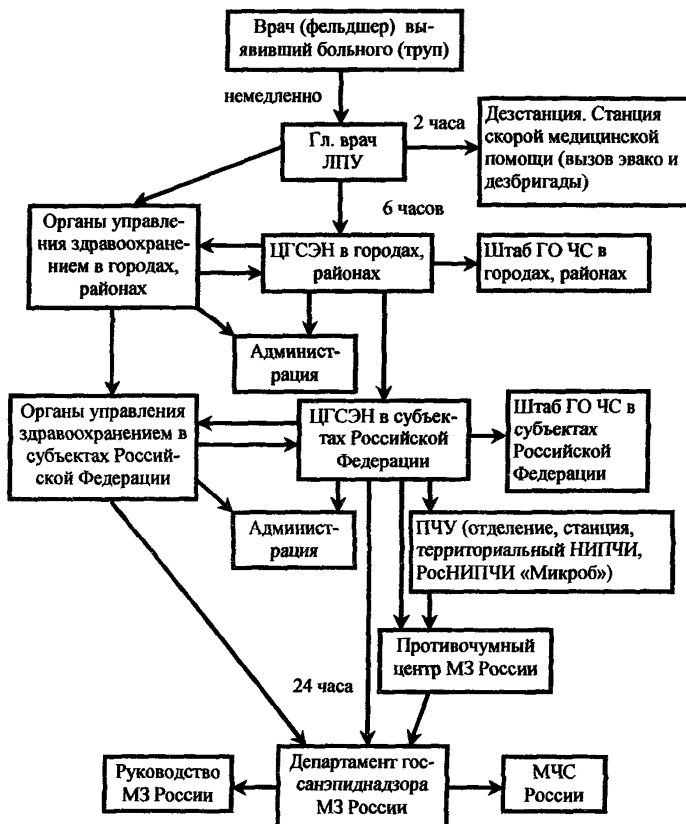 Врач (фельдшер) вы-
явивший больного (труп)
немедленно
Гл. врач
ЛПУ
2 часа
Дезстанция. Станция
скорой медицинской
помощи (вызов эвако и
дезбригады)
6 часов
Органы управле-
ния здравоохране-
нием в городах,
районах
ЦГСЭН в городах,
районах
Штаб ГО ЧС в
городах, районах
Админист-
рация
Органы управления
здравоохранением в
субъектах Россий-
ской Федерации
ЦГСЭН в субъек-
тах Российской
Федерации
Штаб ГО ЧС в
субъектах
Российской
Федерации
Админист-
рация
ПЧУ (отделение, станция,
территориальный НИПЧИ,
РосНИПЧИ «Микроб»)
Противочумный
центр МЗ России
24 часа
Руководство
МЗ России
Департамент гос-
санэпиднадзора
МЗ России
МЧС
России